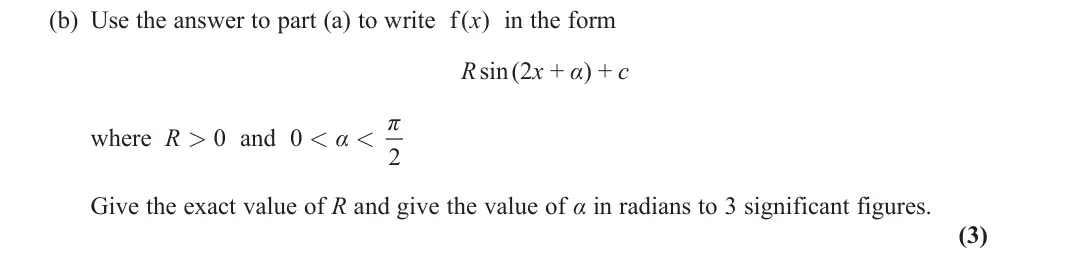 (b) Use the answer to part (a) to write f(x) in the form
R sin(2x + α) + c
where R > 0 and 0 < α < π/2
Give the exact value of R and give the value of α in radians to 3 significant figures.
(3)